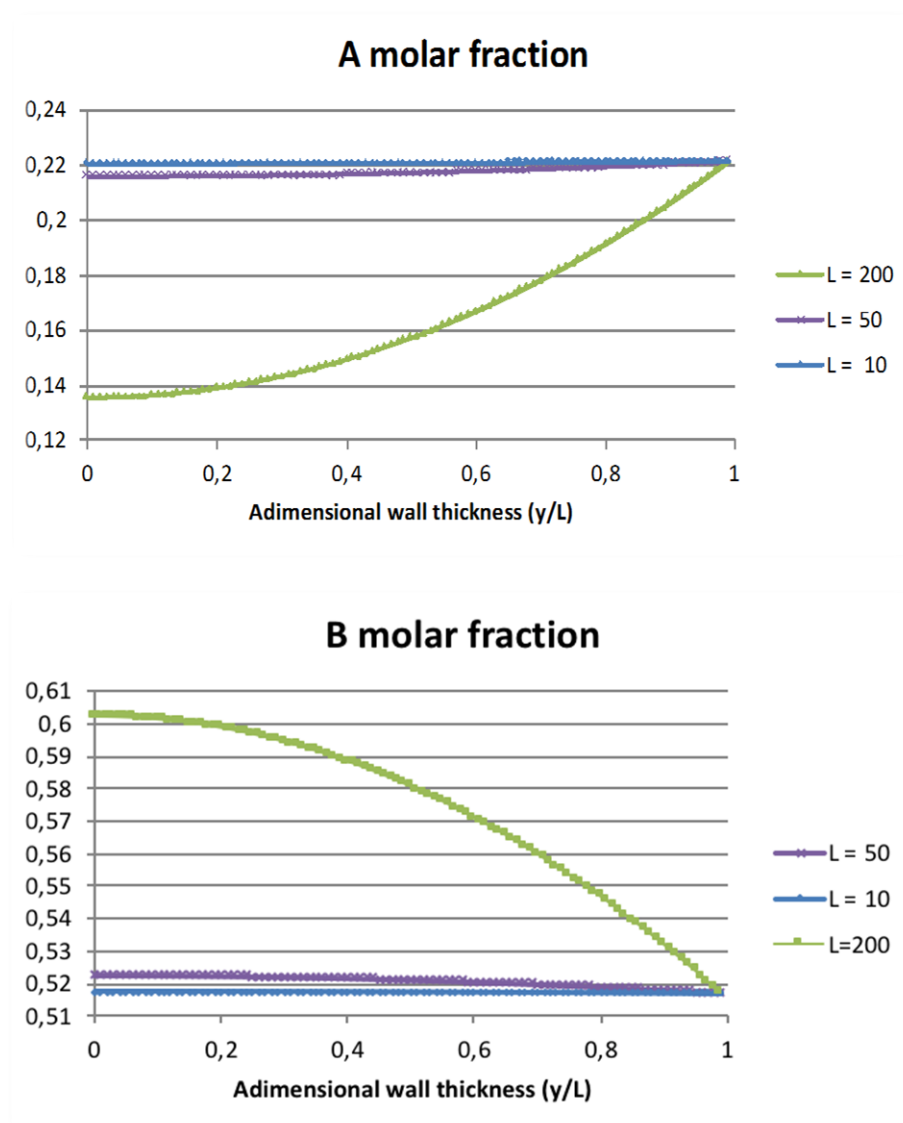 A molar fraction
0,24
0,22
0,2
0,18
0,16
0,14
0,12
0 0,2 0,4 0,6 0,8 1
Adimensional wall thickness (y/L)
L = 200
L = 50
L = 10
B molar fraction
0,61
0,6
0,59
0,58
0,57
0,56
0,55
0,54
0,53
0,52
0,51
0 0,2 0,4 0,6 0,8 1
Adimensional wall thickness (y/L)
L = 50
L = 10
L=200